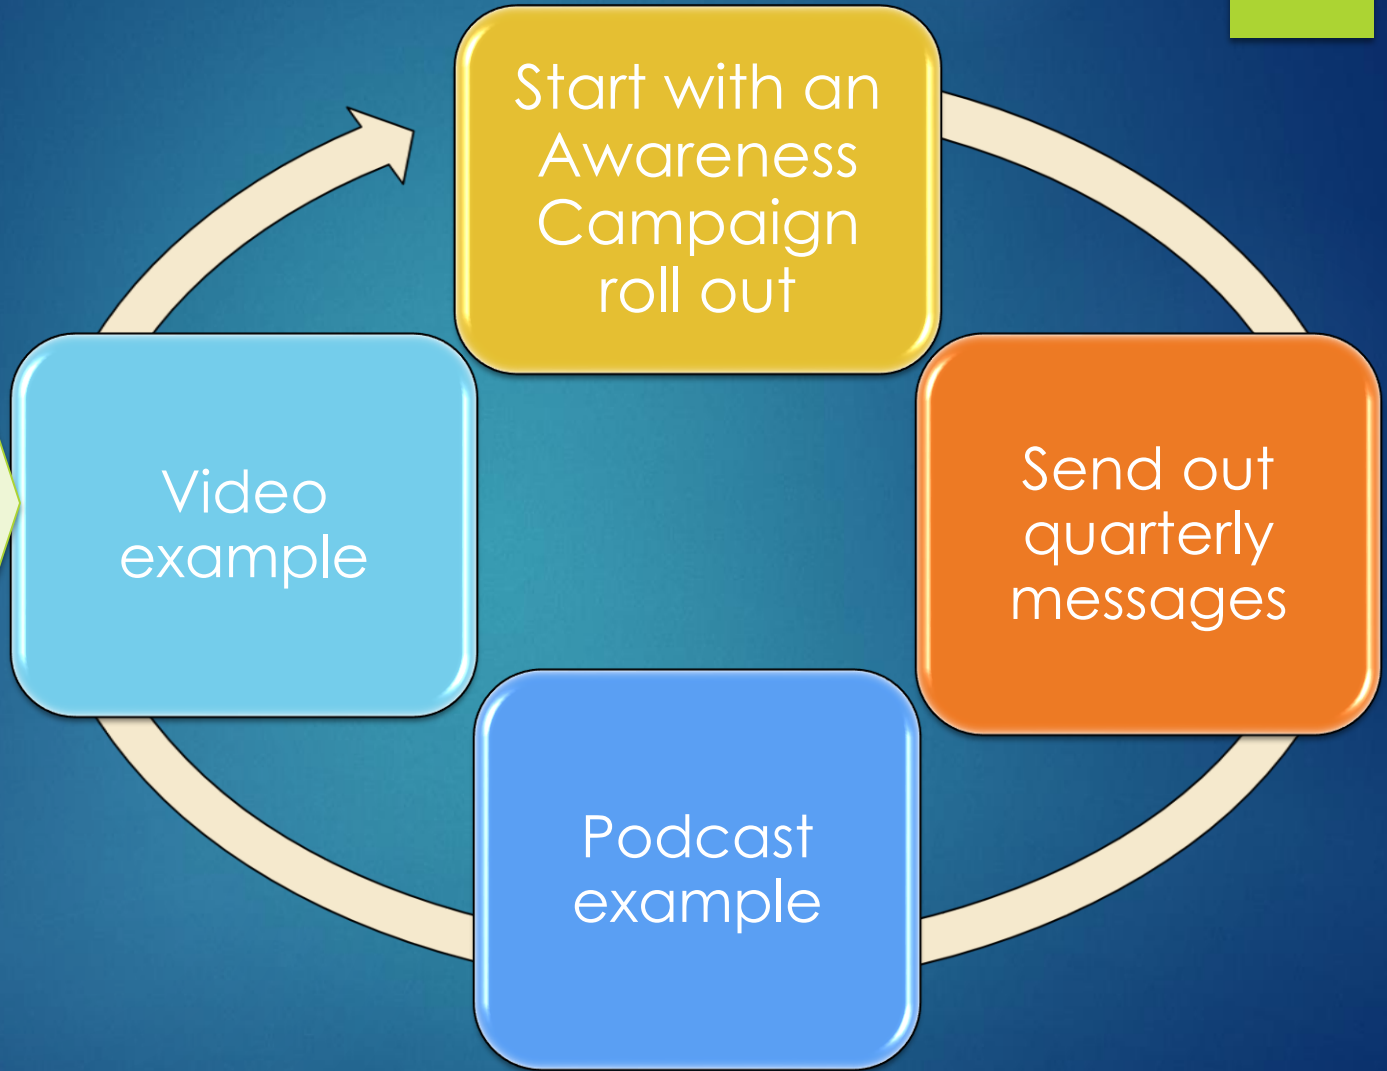 Start with an
Awareness
Campaign
roll out
Send out
quarterly
messages
Podcast
example
Video
example